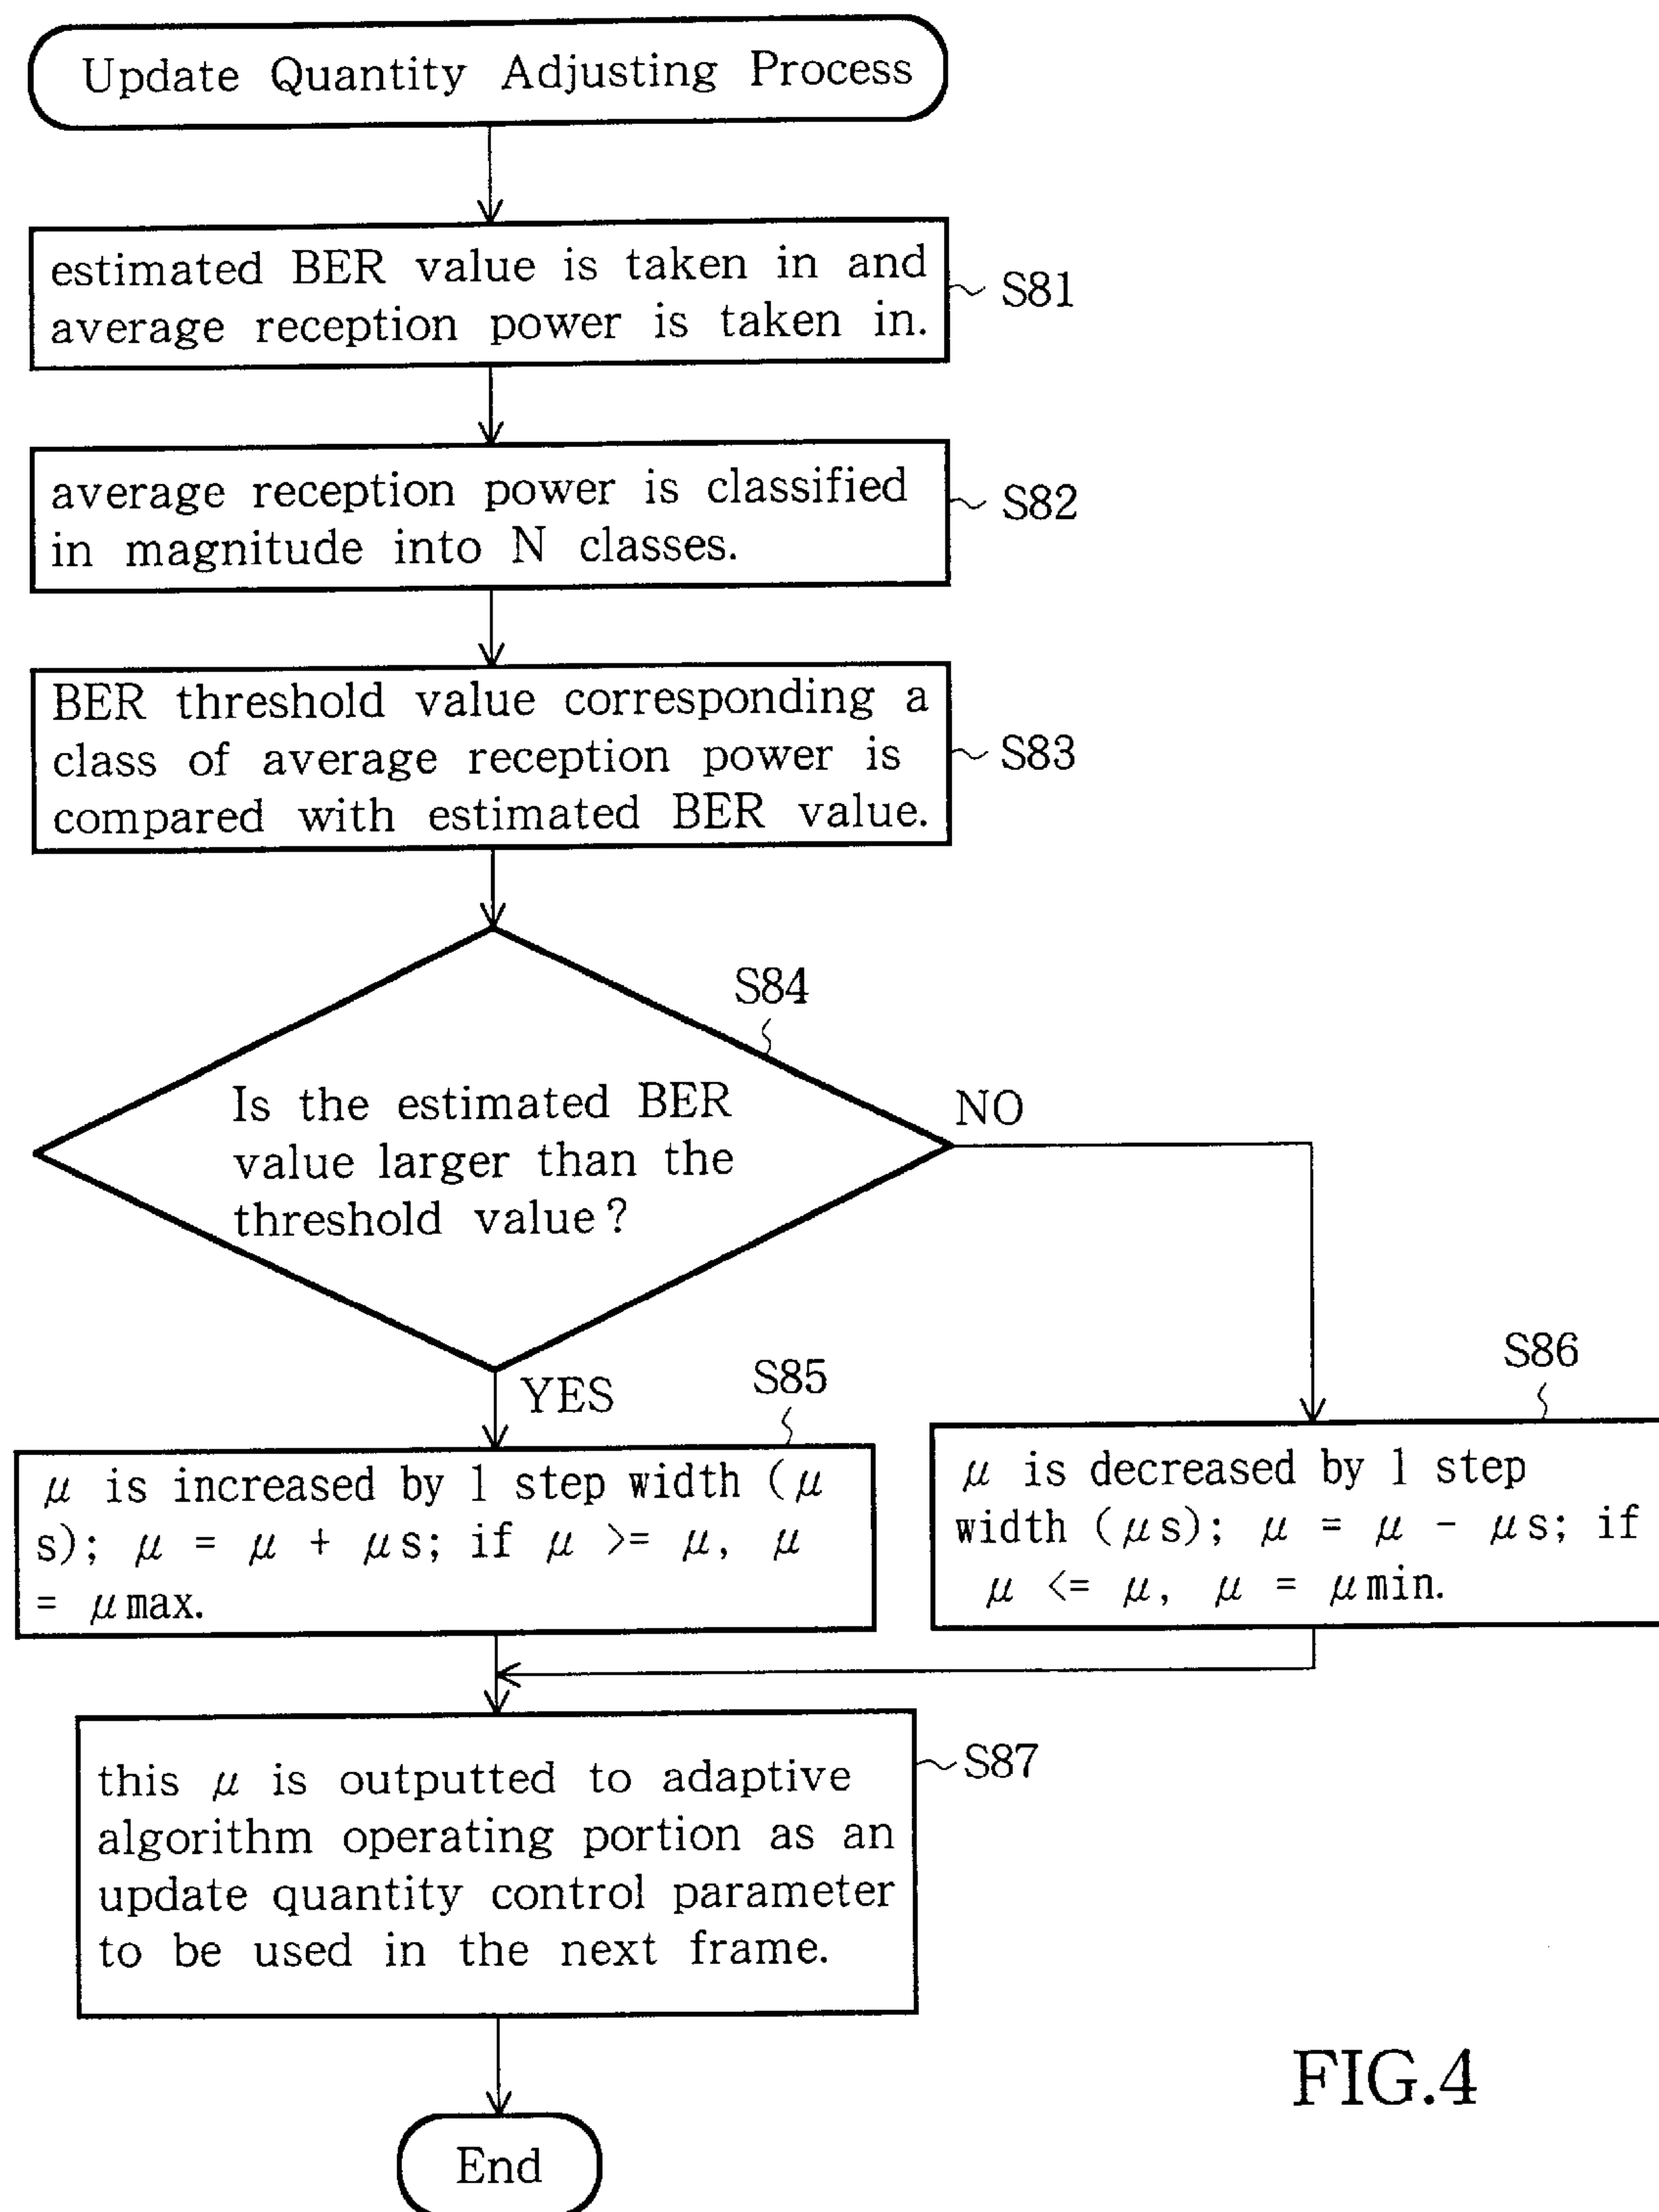 Update Quantity Adjusting Process
estimated BER value is taken in and
average reception power is taken in.
S81
average reception power is classified
in magnitude into N classes.
S82
BER threshold value corresponding a
class of average reception power is
compared with estimated BER value.
S83
S84
Is the estimated BER
value larger than the
threshold value?
NO
YES
S85
μ is increased by 1 step width (μ
s); μ = μ + μs; if μ >= μ, μ
= μmax.
S86
μ is decreased by 1 step
width (μs); μ = μ - μs; if
μ <= μ, μ = μmin.
this μ is outputted to adaptive
algorithm operating portion as an
update quantity control parameter
to be used in the next frame.
S87
End
FIG.4